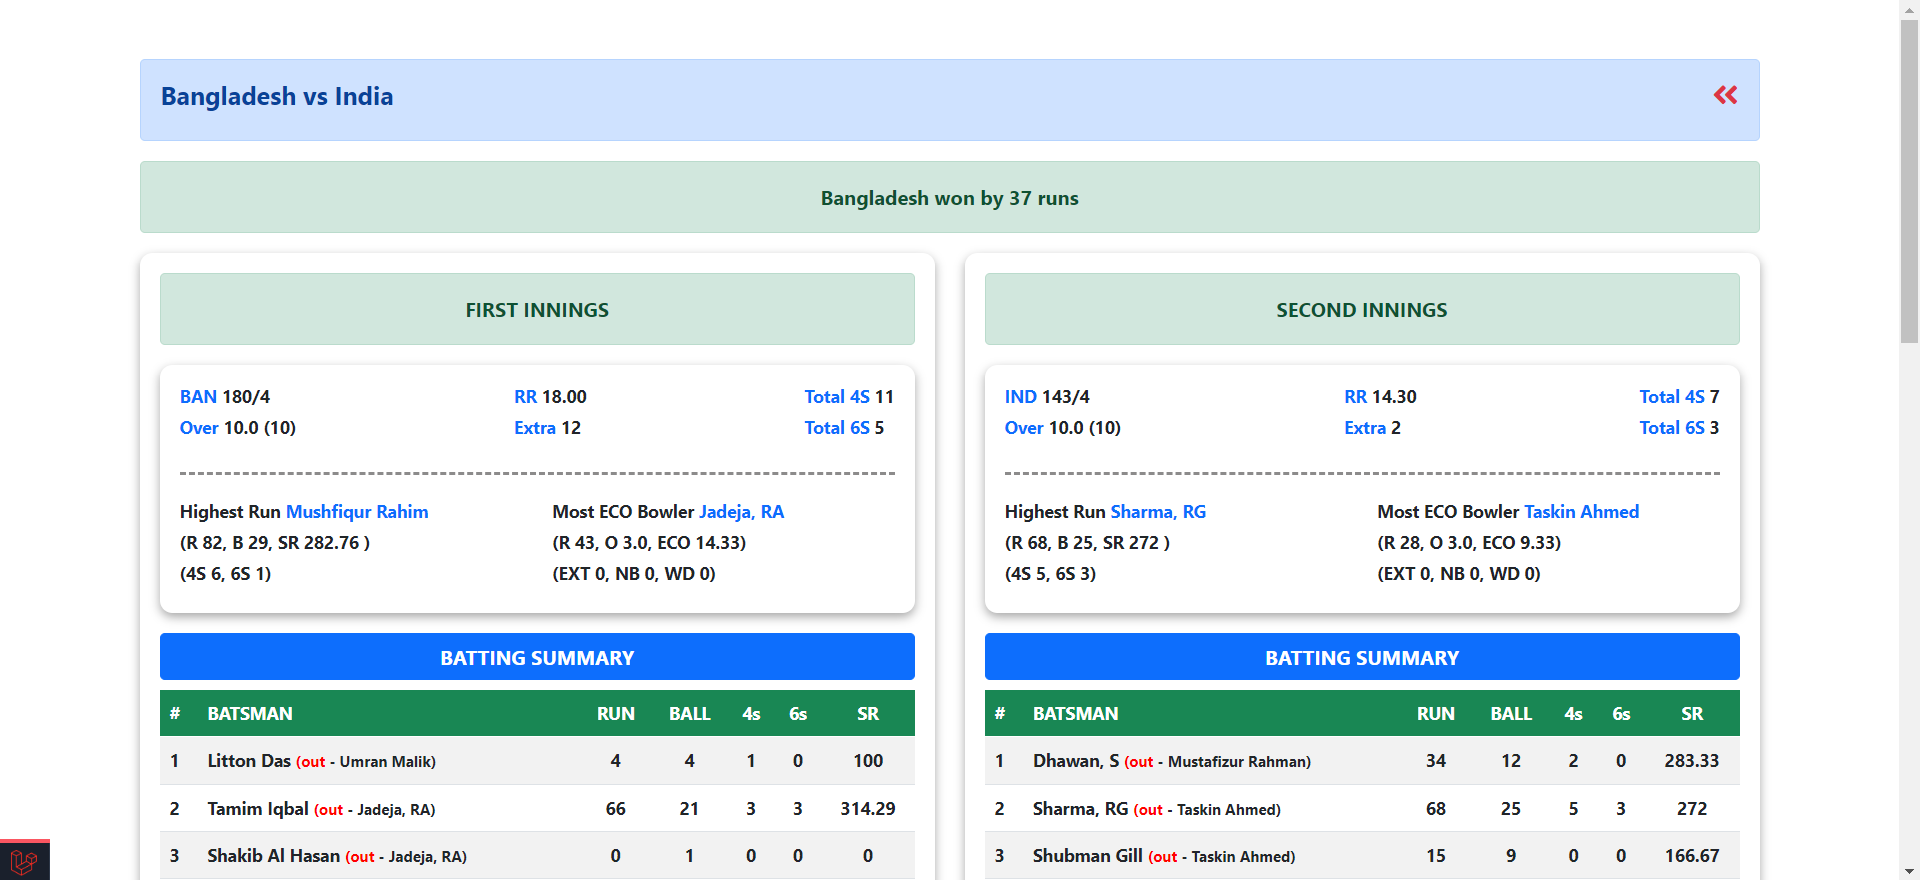 Bangladesh vs India
Bangladesh won by 37 runs
FIRST INNINGS
BAN 180/4 RR 18.00 Total 4S 11
Over 10.0 (10) Extra 12 Total 6S 5
Highest Run Mushfiqur Rahim Most ECO Bowler Jadeja, RA
(R 82, B 29, SR 282.76 ) (R 43, O 3.0, ECO 14.33)
(4S 6, 6S 1) (EXT 0, NB 0, WD 0)
BATTING SUMMARY
# BATSMAN RUN BALL 4s 6s SR
1 Litton Das (out - Umran Malik) 4 4 1 0 100
2 Tamim Iqbal (out - Jadeja, RA) 66 21 3 3 314.29
3 Shakib Al Hasan (out - Jadeja, RA) 0 1 0 0 0
SECOND INNINGS
IND 143/4 RR 14.30 Total 4S 7
Over 10.0 (10) Extra 2 Total 6S 3
Highest Run Sharma, RG Most ECO Bowler Taskin Ahmed
(R 68, B 25, SR 272 ) (R 28, O 3.0, ECO 9.33)
(4S 5, 6S 3) (EXT 0, NB 0, WD 0)
BATTING SUMMARY
# BATSMAN RUN BALL 4s 6s SR
1 Dhawan, S (out - Mustafizur Rahman) 34 12 2 0 283.33
2 Sharma, RG (out - Taskin Ahmed) 68 25 5 3 272
3 Shubman Gill (out - Taskin Ahmed) 15 9 0 0 166.67